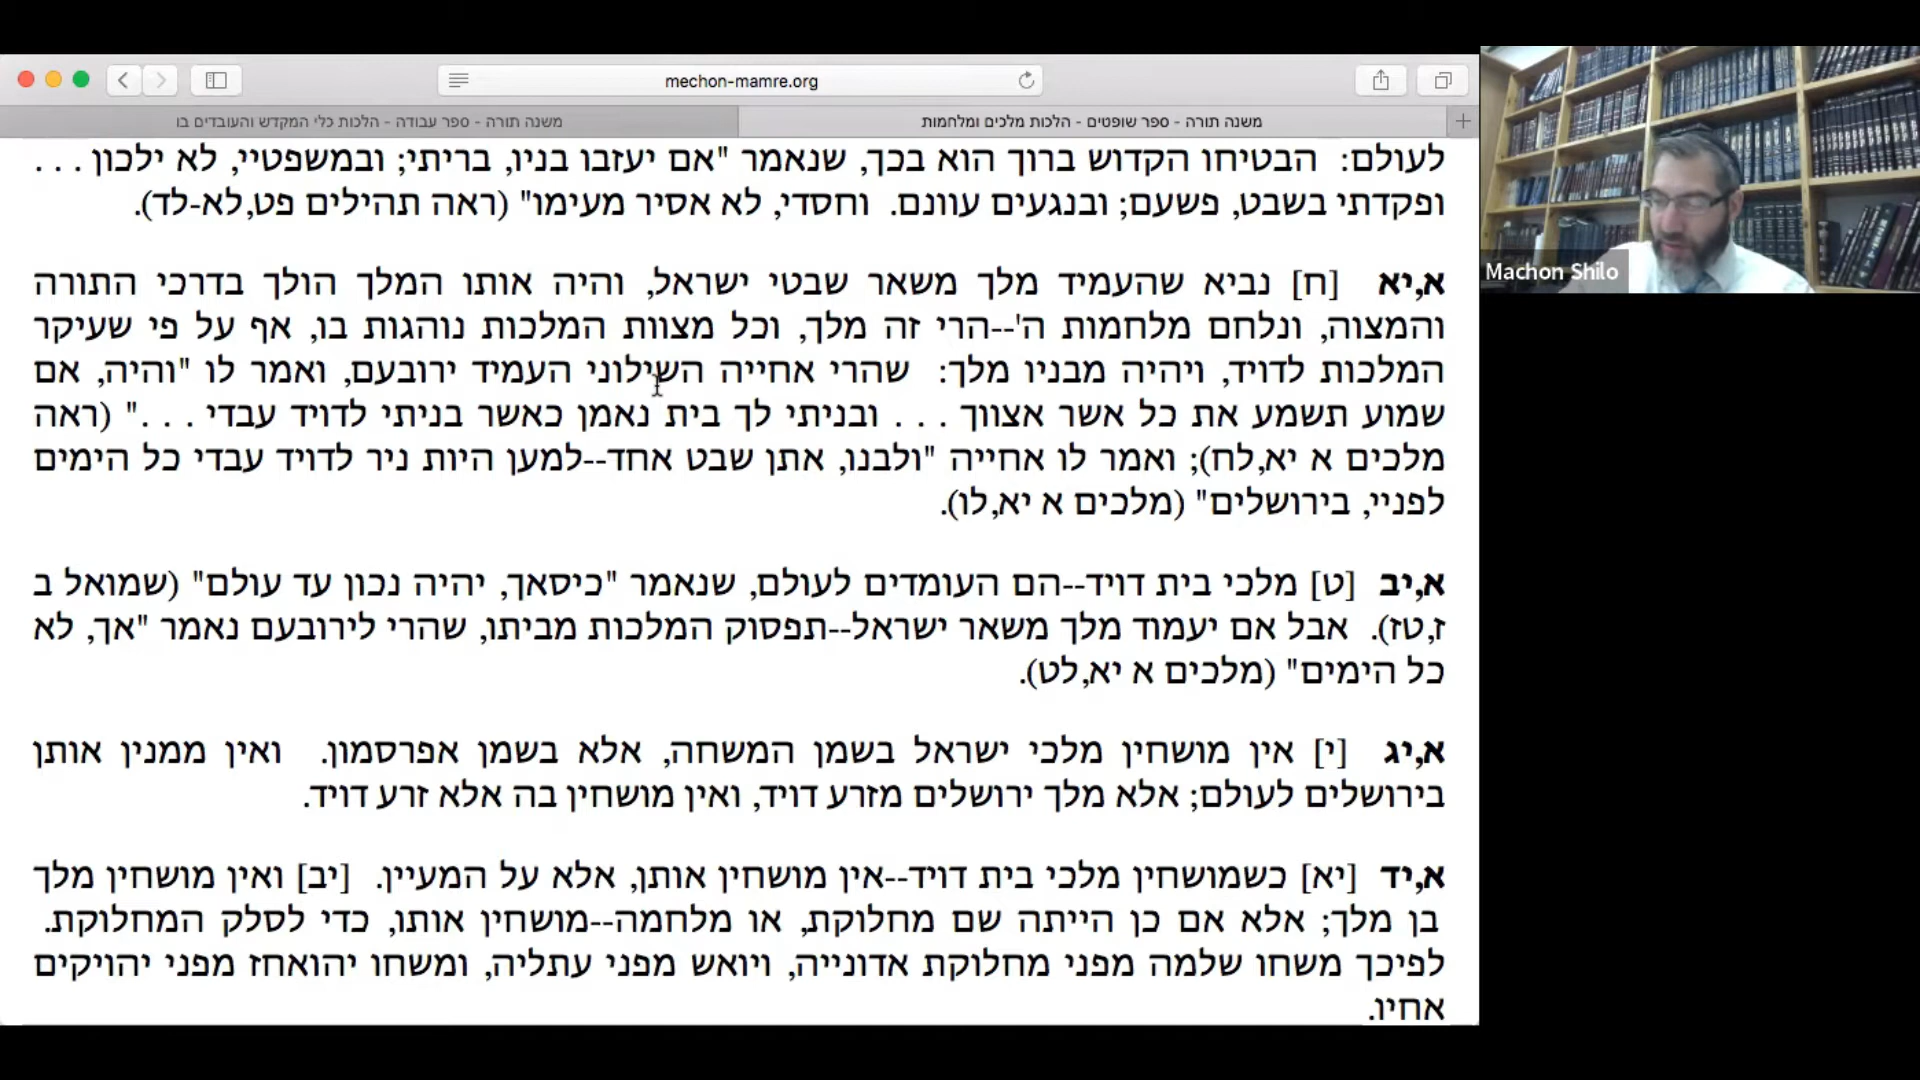 mechon-mamre.org
משנה תורה - ספר עבודה - הלכות כלי המקדש והעובדים בו
משנה תורה - ספר שופטים - הלכות מלכים ומלחמות
לעולם: הבטיחו הקדוש ברוך הוא בכך, שנאמר "אם יעזבו בניו, בריתי; ובמשפטיי, לא ילכון . . .
ופקדתי בשבט, פשעם; ובנגעים עוונם. וחסדי, לא אסיר מעימו" (ראה תהילים פט,לא-לד).
א,יא [ח] נביא שהעמיד מלך משאר שבטי ישראל, והיה אותו המלך הולך בדרכי התורה
והמצוה, ונלחם מלחמות ה'--הרי זה מלך, וכל מצוות המלכות נוהגות בו, אף על פי שעיקר
המלכות לדויד, ויהיה מבניו מלך: שהרי אחייה השילוני העמיד ירובעם, ואמר לו "והיה, אם
שמוע תשמע את כל אשר אצווך . . . ובניתי לך בית נאמן כאשר בניתי לדויד עבדי . . ." (ראה
מלכים א יא,לח); ואמר לו אחייה "ולבנו, אתן שבט אחד--למען היות ניר לדויד עבדי כל הימים
לפניי, בירושלים" (מלכים א יא,לו).
א,יב [ט] מלכי בית דויד--הם העומדים לעולם, שנאמר "כיסאך, יהיה נכון עד עולם" (שמואל ב
ז,טז). אבל אם יעמוד מלך משאר ישראל--תפסוק המלכות מביתו, שהרי לירובעם נאמר "אך, לא
כל הימים" (מלכים א יא,לט).
א,יג [י] אין מושחין מלכי ישראל בשמן המשחה, אלא בשמן אפרסמון. ואין ממנין אותן
בירושלים לעולם; אלא מלך ירושלים מזרע דויד, ואין מושחין בה אלא זרע דויד.
א,יד [יא] כשמושחין מלכי בית דויד--אין מושחין אותן, אלא על המעיין. [יב] ואין מושחין מלך
בן מלך; אלא אם כן הייתה שם מחלוקת, או מלחמה--מושחין אותו, כדי לסלק המחלוקת.
לפיכך משחו שלמה מפני מחלוקת אדונייה, ויואש מפני עתליה, ומשחו יהואחז מפני יהויקים
אחיו.
Machon Shilo